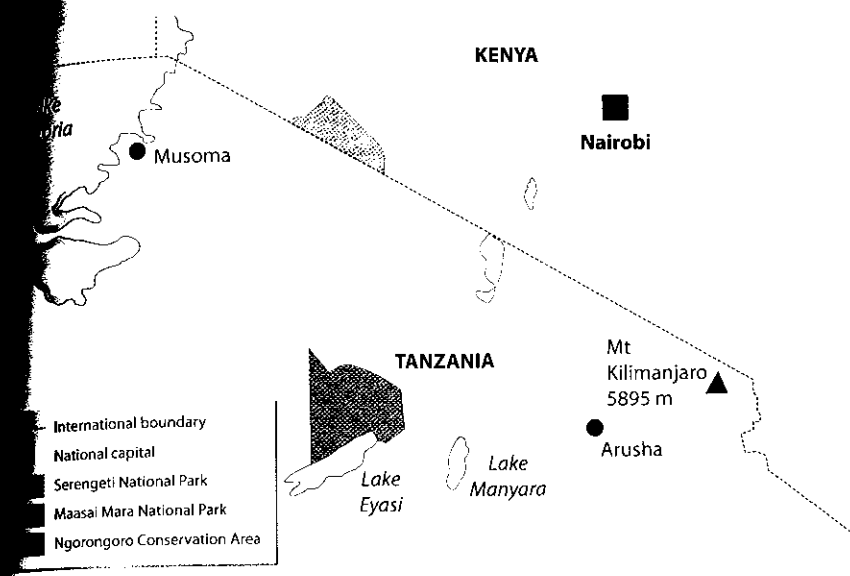 KENYA
Nairobi
Musoma
TANZANIA
Mt
Kilimanjaro
5895 m
Arusha
Lake
Eyasi
Lake
Manyara
International boundary
National capital
Serengeti National Park
Maasai Mara National Park
Ngorongoro Conservation Area